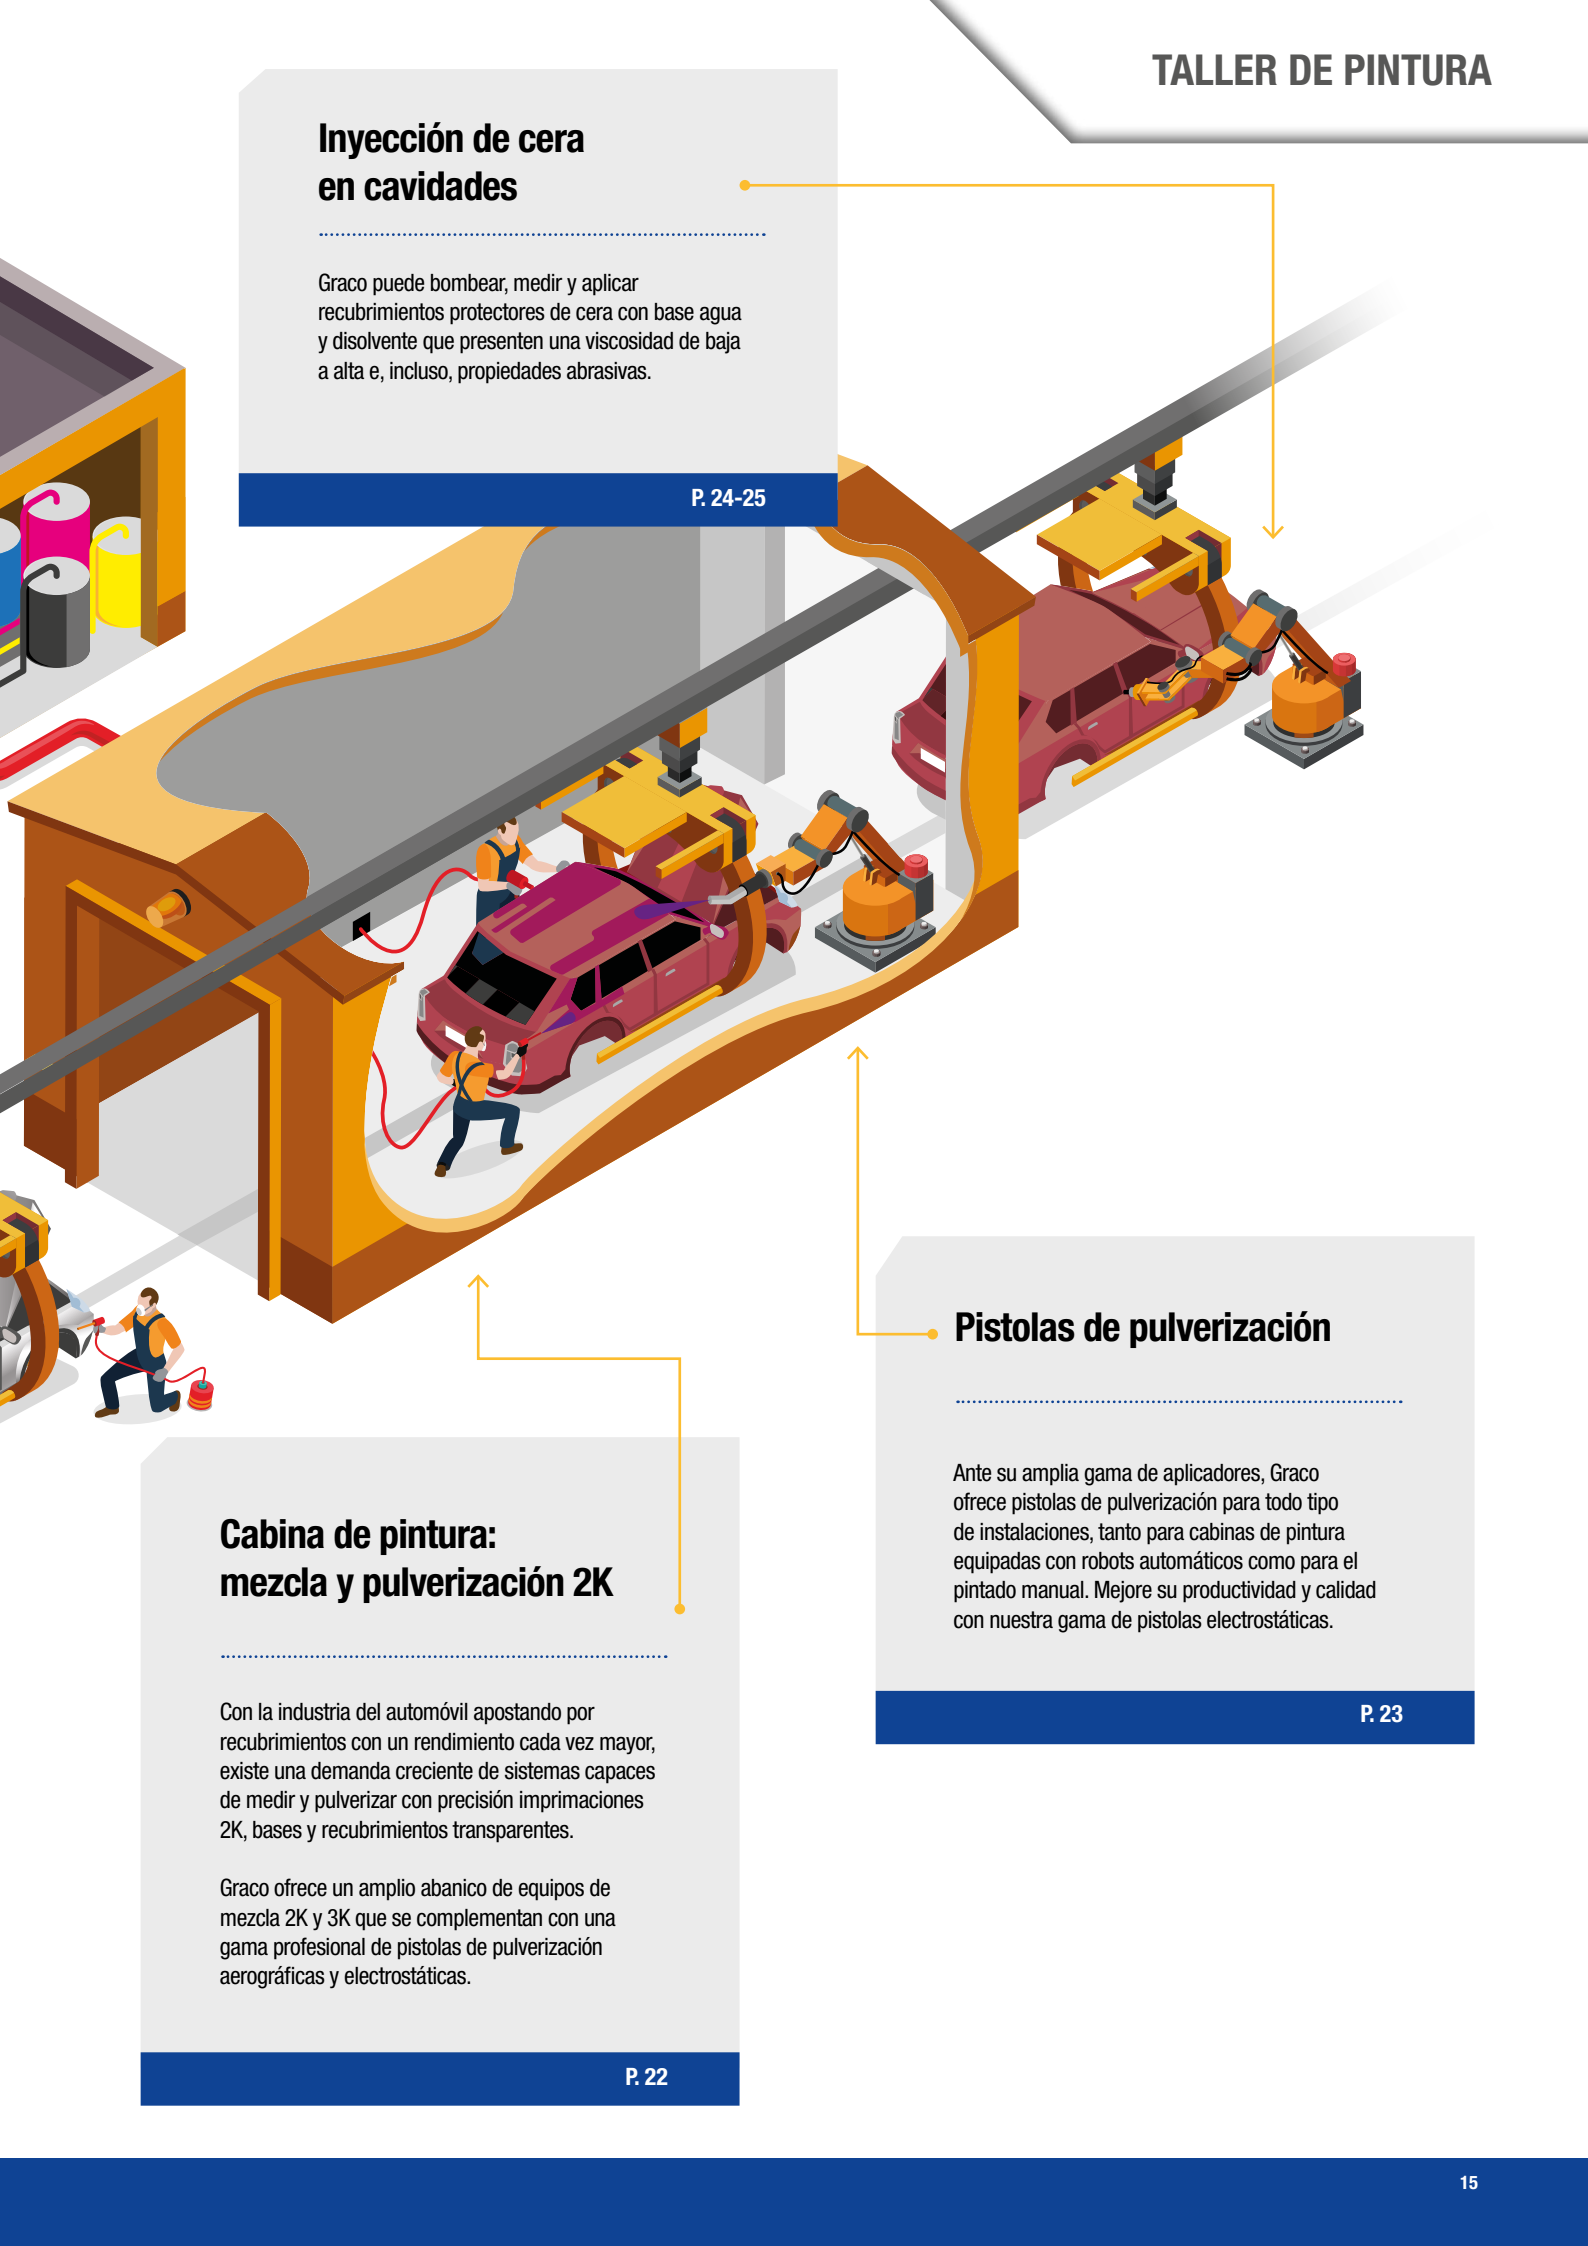 TALLER DE PINTURA
Inyección de cera
en cavidades
Graco puede bombear, medir y aplicar
recubrimientos protectores de cera con base agua
y disolvente que presenten una viscosidad de baja
a alta e, incluso, propiedades abrasivas.
P. 24-25
Pistolas de pulverización
Ante su amplia gama de aplicadores, Graco
ofrece pistolas de pulverización para todo tipo
de instalaciones, tanto para cabinas de pintura
equipadas con robots automáticos como para el
pintado manual. Mejore su productividad y calidad
con nuestra gama de pistolas electrostáticas.
P. 23
Cabina de pintura:
mezcla y pulverización 2K
Con la industria del automóvil apostando por
recubrimientos con un rendimiento cada vez mayor,
existe una demanda creciente de sistemas capaces
de medir y pulverizar con precisión imprimaciones
2K, bases y recubrimientos transparentes.
Graco ofrece un amplio abanico de equipos de
mezcla 2K y 3K que se complementan con una
gama profesional de pistolas de pulverización
aerográficas y electrostáticas.
P. 22
15